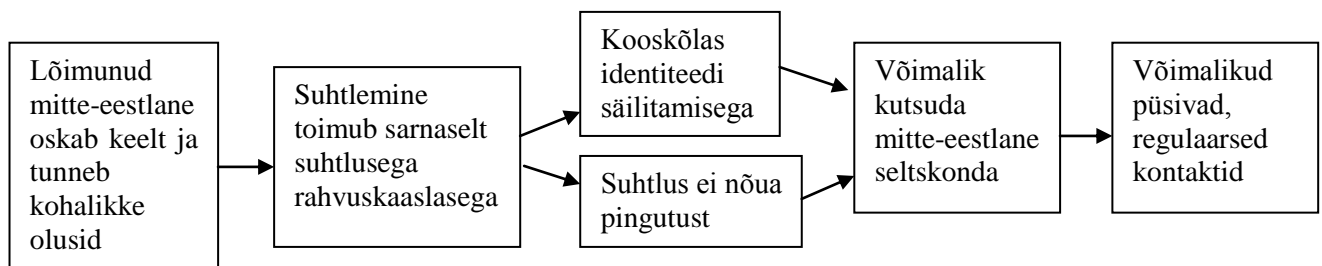 Lõimunud
mitte-eestlane
oskab keelt ja
tunneb
kohalikke
olusid
Suhtlemine
toimub sarnaselt
suhtlusega
rahvuskaaslasega
Kooskõlas
identiteedi
säilitamisega
Suhtlus ei nõua
pingutust
Võimalik
kutsuda
mitte-eestlane
seltskonda
Võimalikud
püsivad,
regulaarsed
kontaktid